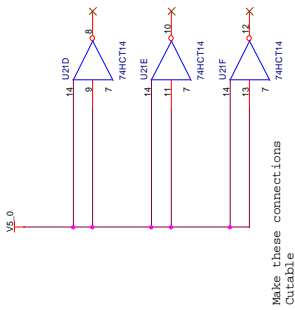 8
10
12
U21D
74HCT14
U21E
74HCT14
U21F
74HCT14
14
9
7
14
11
7
14
13
7
V5_0
Make these connections
Cutable